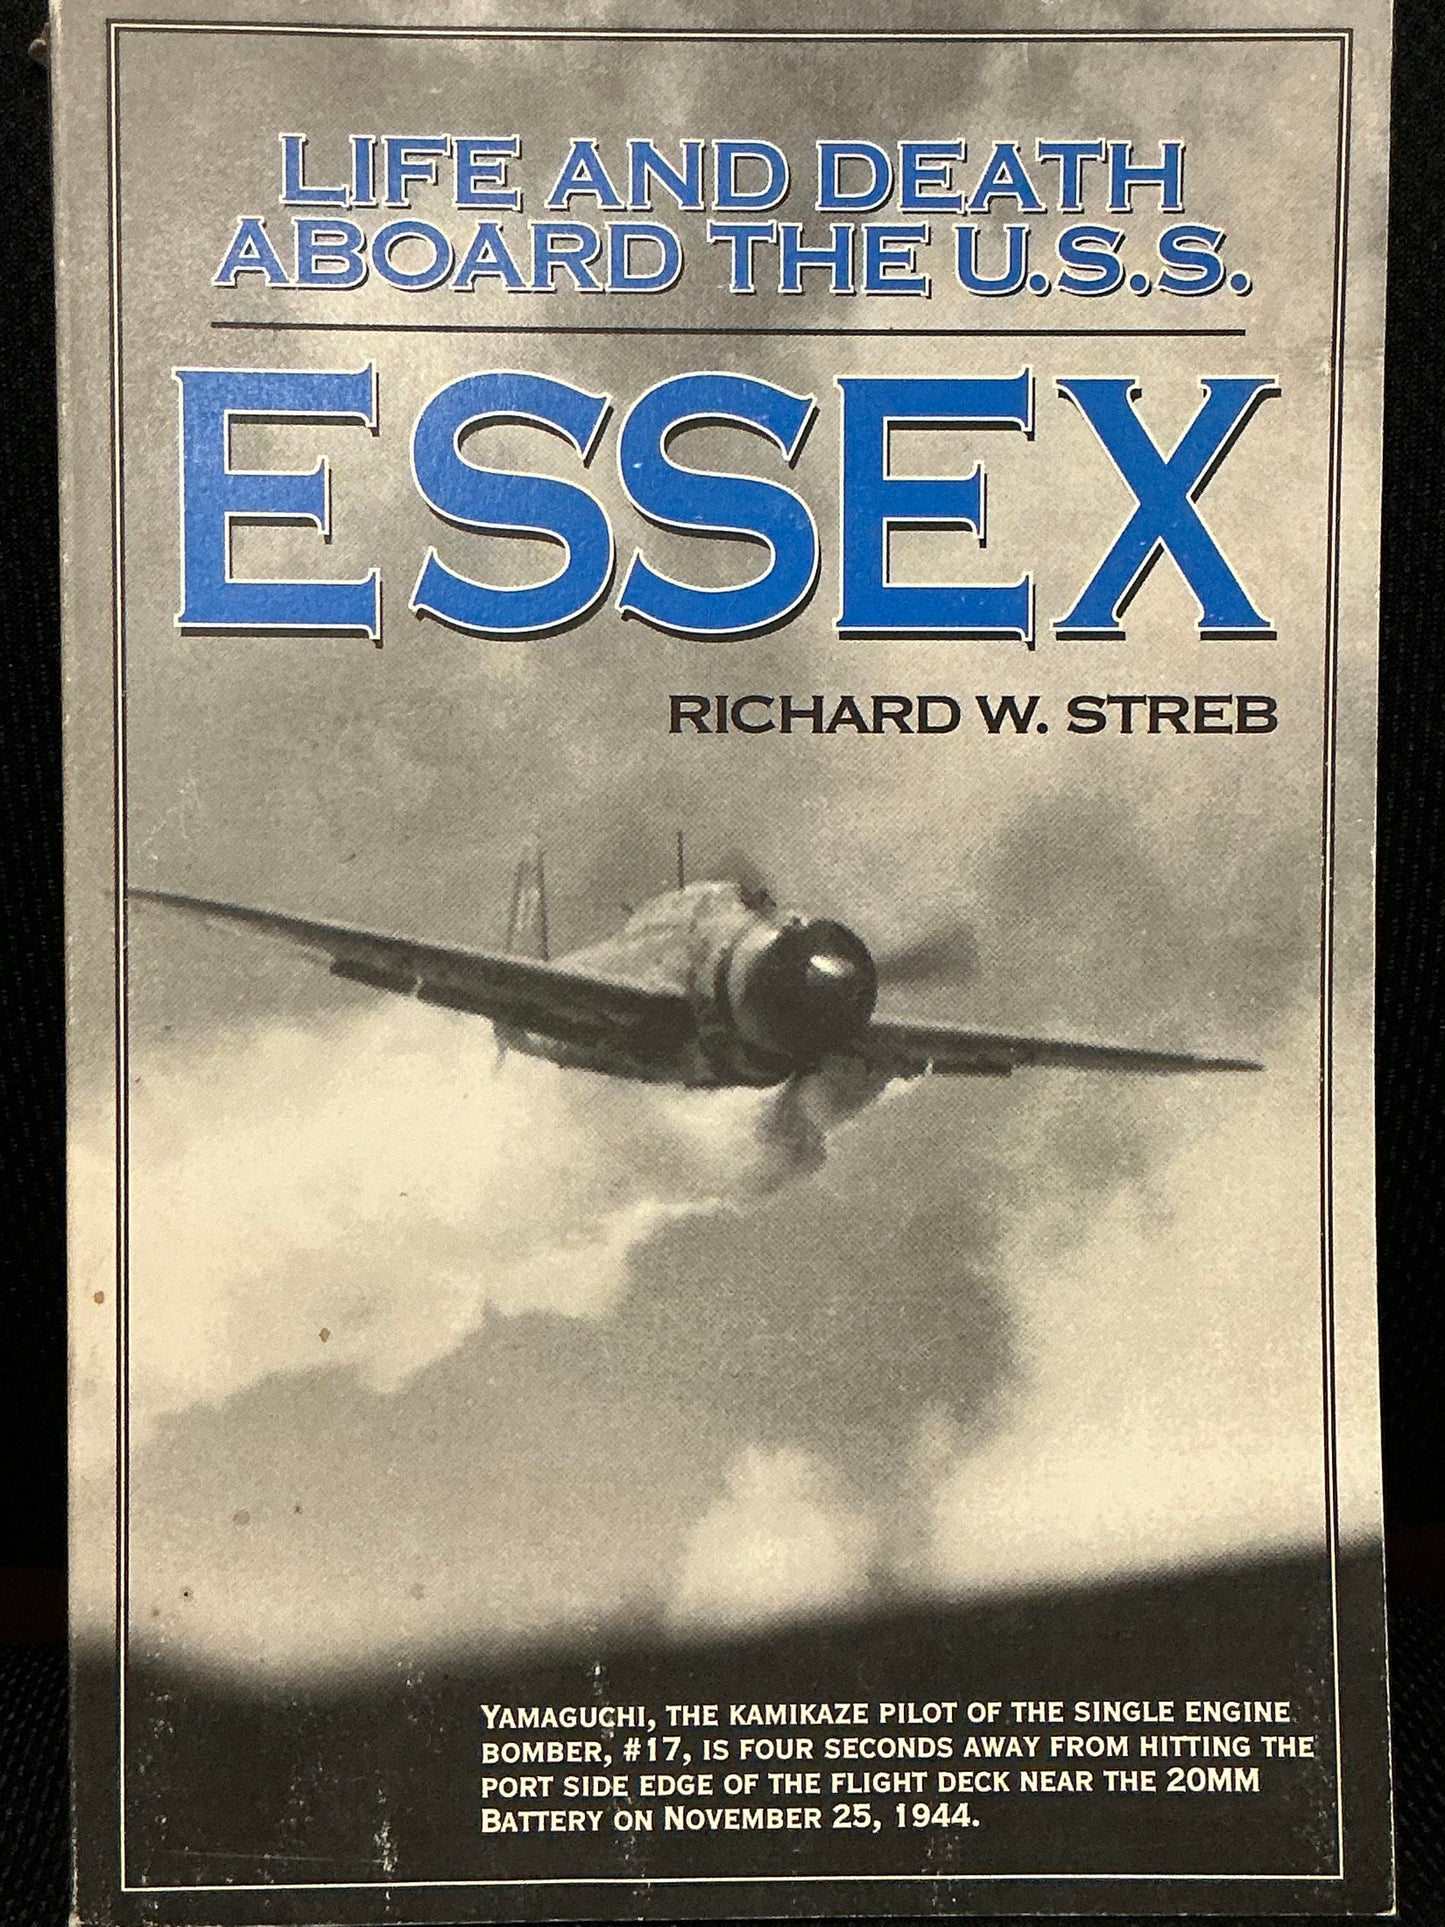 LIFE AND DEATH
ABOARD THE U.S.S.
ESSEX
RICHARD W. STREB
YAMAGUCHI, THE KAMIKAZE PILOT OF THE SINGLE ENGINE
BOMBER, #17, IS FOUR SECONDS AWAY FROM HITTING THE
PORT SIDE EDGE OF THE FLIGHT DECK NEAR THE 20MM
BATTERY ON NOVEMBER 25, 1944.